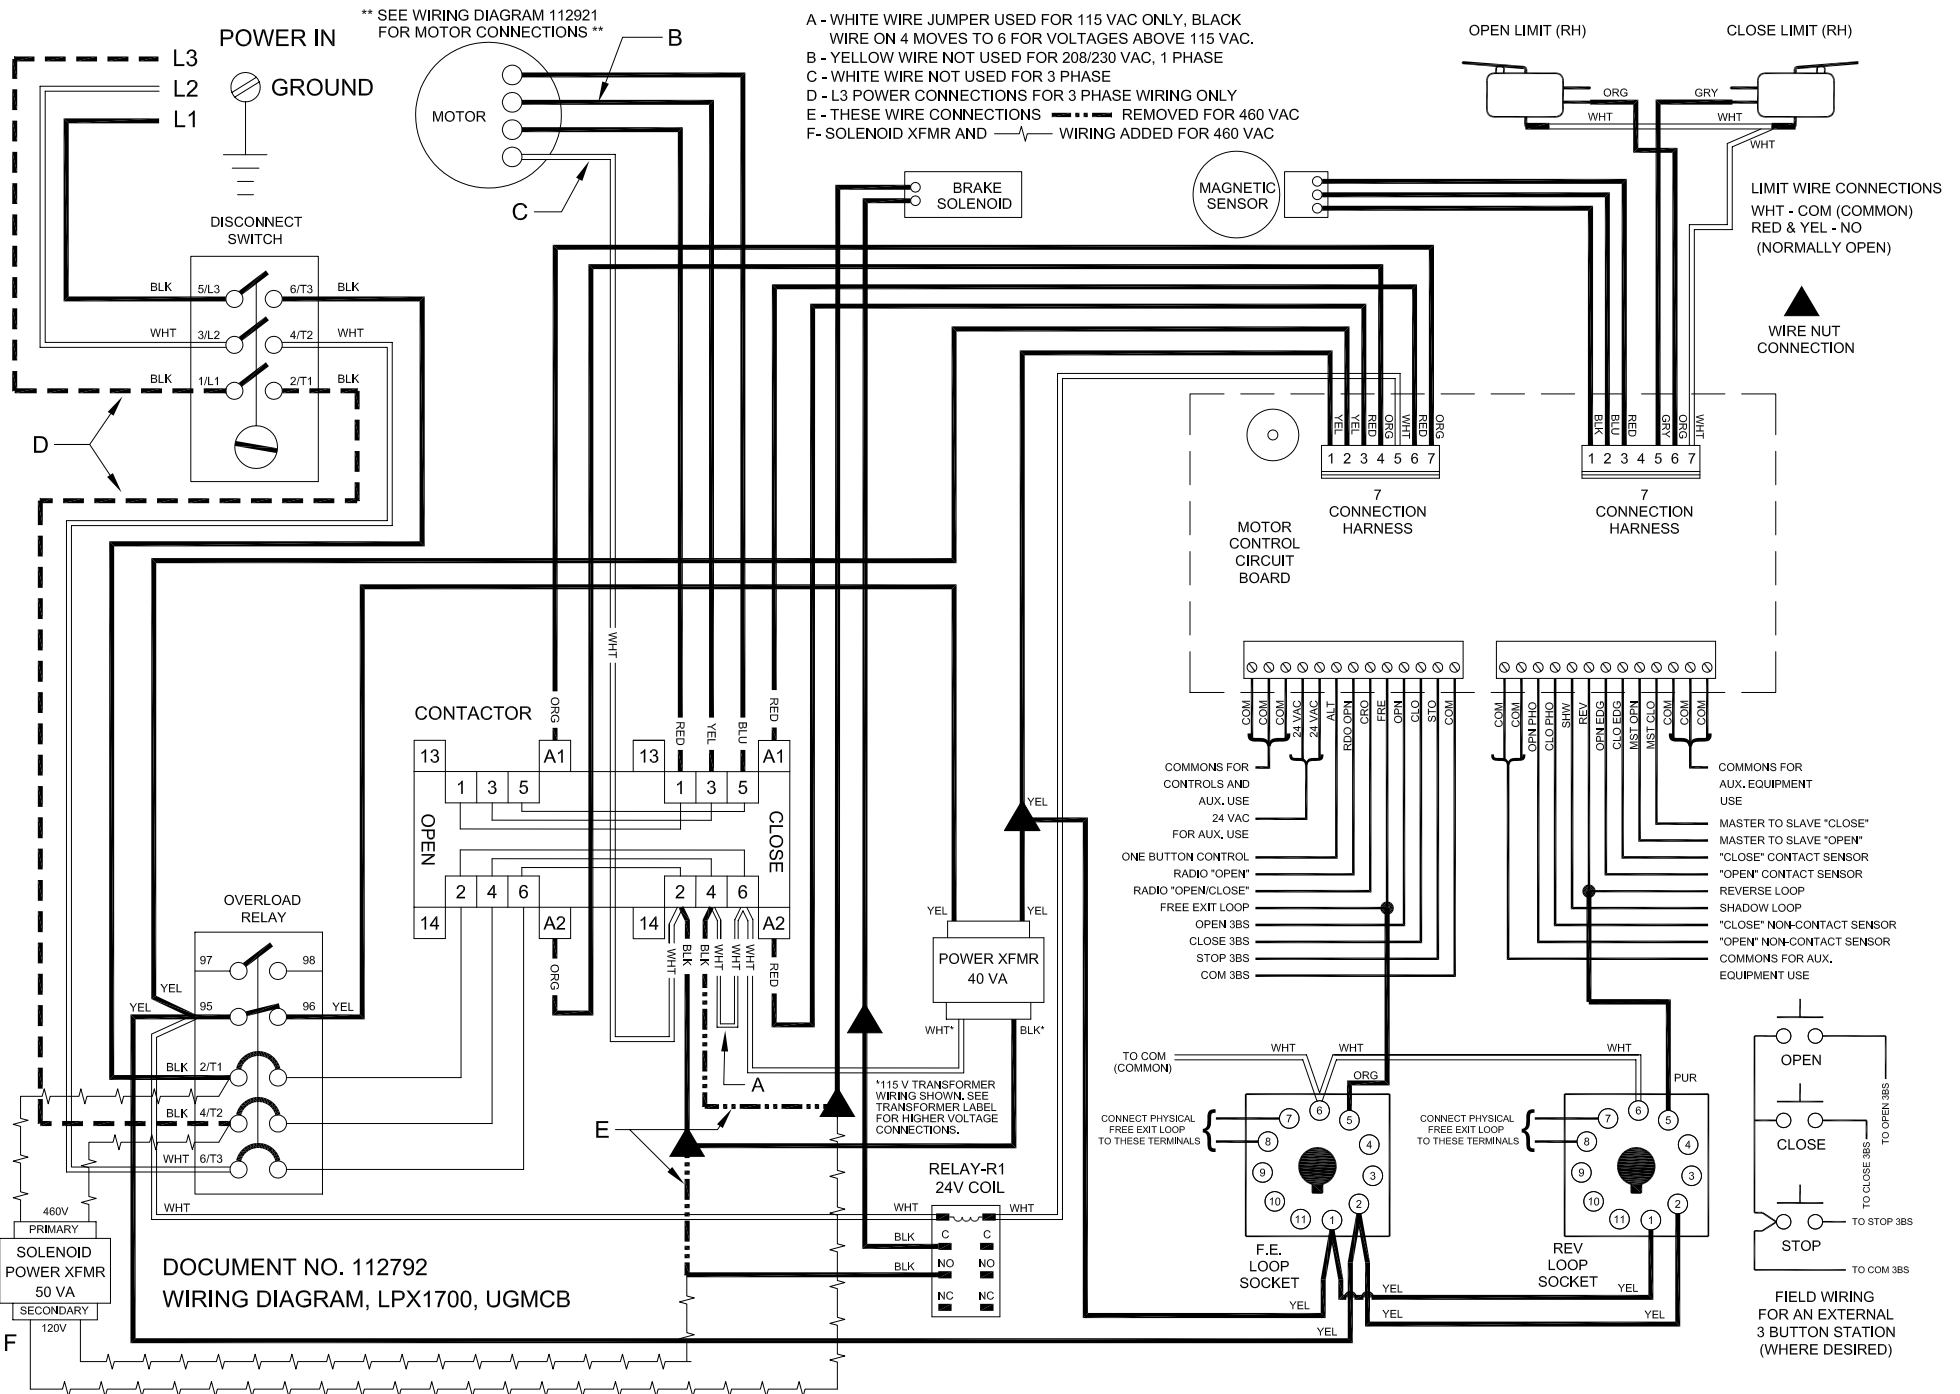 ** SEE WIRING DIAGRAM 112921
FOR MOTOR CONNECTIONS **
POWER IN
L3
L2
L1
GROUND
MOTOR
B
C
A - WHITE WIRE JUMPER USED FOR 115 VAC ONLY, BLACK
WIRE ON 4 MOVES TO 6 FOR VOLTAGES ABOVE 115 VAC.
B - YELLOW WIRE NOT USED FOR 208/230 VAC, 1 PHASE
C - WHITE WIRE NOT USED FOR 3 PHASE
D - L3 POWER CONNECTIONS FOR 3 PHASE WIRING ONLY
E - THESE WIRE CONNECTIONS REMOVED FOR 460 VAC
F- SOLENOID XFMR AND WIRING ADDED FOR 460 VAC
OPEN LIMIT (RH)
CLOSE LIMIT (RH)
ORG
GRY
WHT
WHT
WHT
BRAKE
SOLENOID
MAGNETIC
SENSOR
LIMIT WIRE CONNECTIONS
WHT - COM (COMMON)
RED & YEL - NO
(NORMALLY OPEN)
WIRE NUT
CONNECTION
DISCONNECT
SWITCH
BLK 5/L3 6/T3 BLK
WHT 3/L2 4/T2 WHT
BLK 1/L1 2/T1 BLK
D
YEL YEL RED ORG WHT RED ORG
1 2 3 4 5 6 7
7
CONNECTION
HARNESS
BLK BLU RED GRY ORG WHT
1 2 3 4 5 6 7
7
CONNECTION
HARNESS
MOTOR
CONTROL
CIRCUIT
BOARD
WHT
CONTACTOR
ORG
RED YEL BLU RED
13 A1 13 A1
1 3 5 1 3 5
OPEN
CLOSE
2 4 6 2 4 6
14 A2 14 A2
ORG
WHT BLK BLK WHT WHT WHT RED
A
E
COM COM COM 24 VAC 24 VAC ALT RDO OPN CRO FRE OPN CLO STO COM
COMMONS FOR
CONTROLS AND
AUX. USE
24 VAC
FOR AUX. USE
ONE BUTTON CONTROL
RADIO "OPEN"
RADIO "OPEN/CLOSE"
FREE EXIT LOOP
OPEN 3BS
CLOSE 3BS
STOP 3BS
COM 3BS
COM COM OPN PHO CLO PHO SHW REV OPN EDG CLO EDG MST OPN MST CLO COM COM COM
COMMONS FOR
AUX. EQUIPMENT
USE
MASTER TO SLAVE "CLOSE"
MASTER TO SLAVE "OPEN"
"CLOSE" CONTACT SENSOR
"OPEN" CONTACT SENSOR
REVERSE LOOP
SHADOW LOOP
"CLOSE" NON-CONTACT SENSOR
"OPEN" NON-CONTACT SENSOR
COMMONS FOR AUX.
EQUIPMENT USE
OVERLOAD
RELAY
97 98
YEL
YEL 95 96 YEL
BLK 2/T1
BLK 4/T2
WHT 6/T3
WHT
YEL
YEL YEL
POWER XFMR
40 VA
WHT* BLK*
*115 V TRANSFORMER
WIRING SHOWN. SEE
TRANSFORMER LABEL
FOR HIGHER VOLTAGE
CONNECTIONS.
RELAY-R1
24V COIL
WHT WHT
BLK C C
BLK NO NO
NC NC
460V
PRIMARY
SOLENOID
POWER XFMR
50 VA
SECONDARY
120V
F
DOCUMENT NO. 112792
WIRING DIAGRAM, LPX1700, UGMCB
TO COM
(COMMON)
WHT WHT WHT
ORG
PUR
CONNECT PHYSICAL
FREE EXIT LOOP
TO THESE TERMINALS
7 6 5
8 4
9 3
10 2
11 1
F.E.
LOOP
SOCKET
CONNECT PHYSICAL
FREE EXIT LOOP
TO THESE TERMINALS
7 6 5
8 4
9 3
10 2
11 1
REV
LOOP
SOCKET
YEL YEL
YEL YEL
YEL
YEL
OPEN
CLOSE
STOP
TO OPEN 3BS
TO CLOSE 3BS
TO STOP 3BS
TO COM 3BS
FIELD WIRING
FOR AN EXTERNAL
3 BUTTON STATION
(WHERE DESIRED)